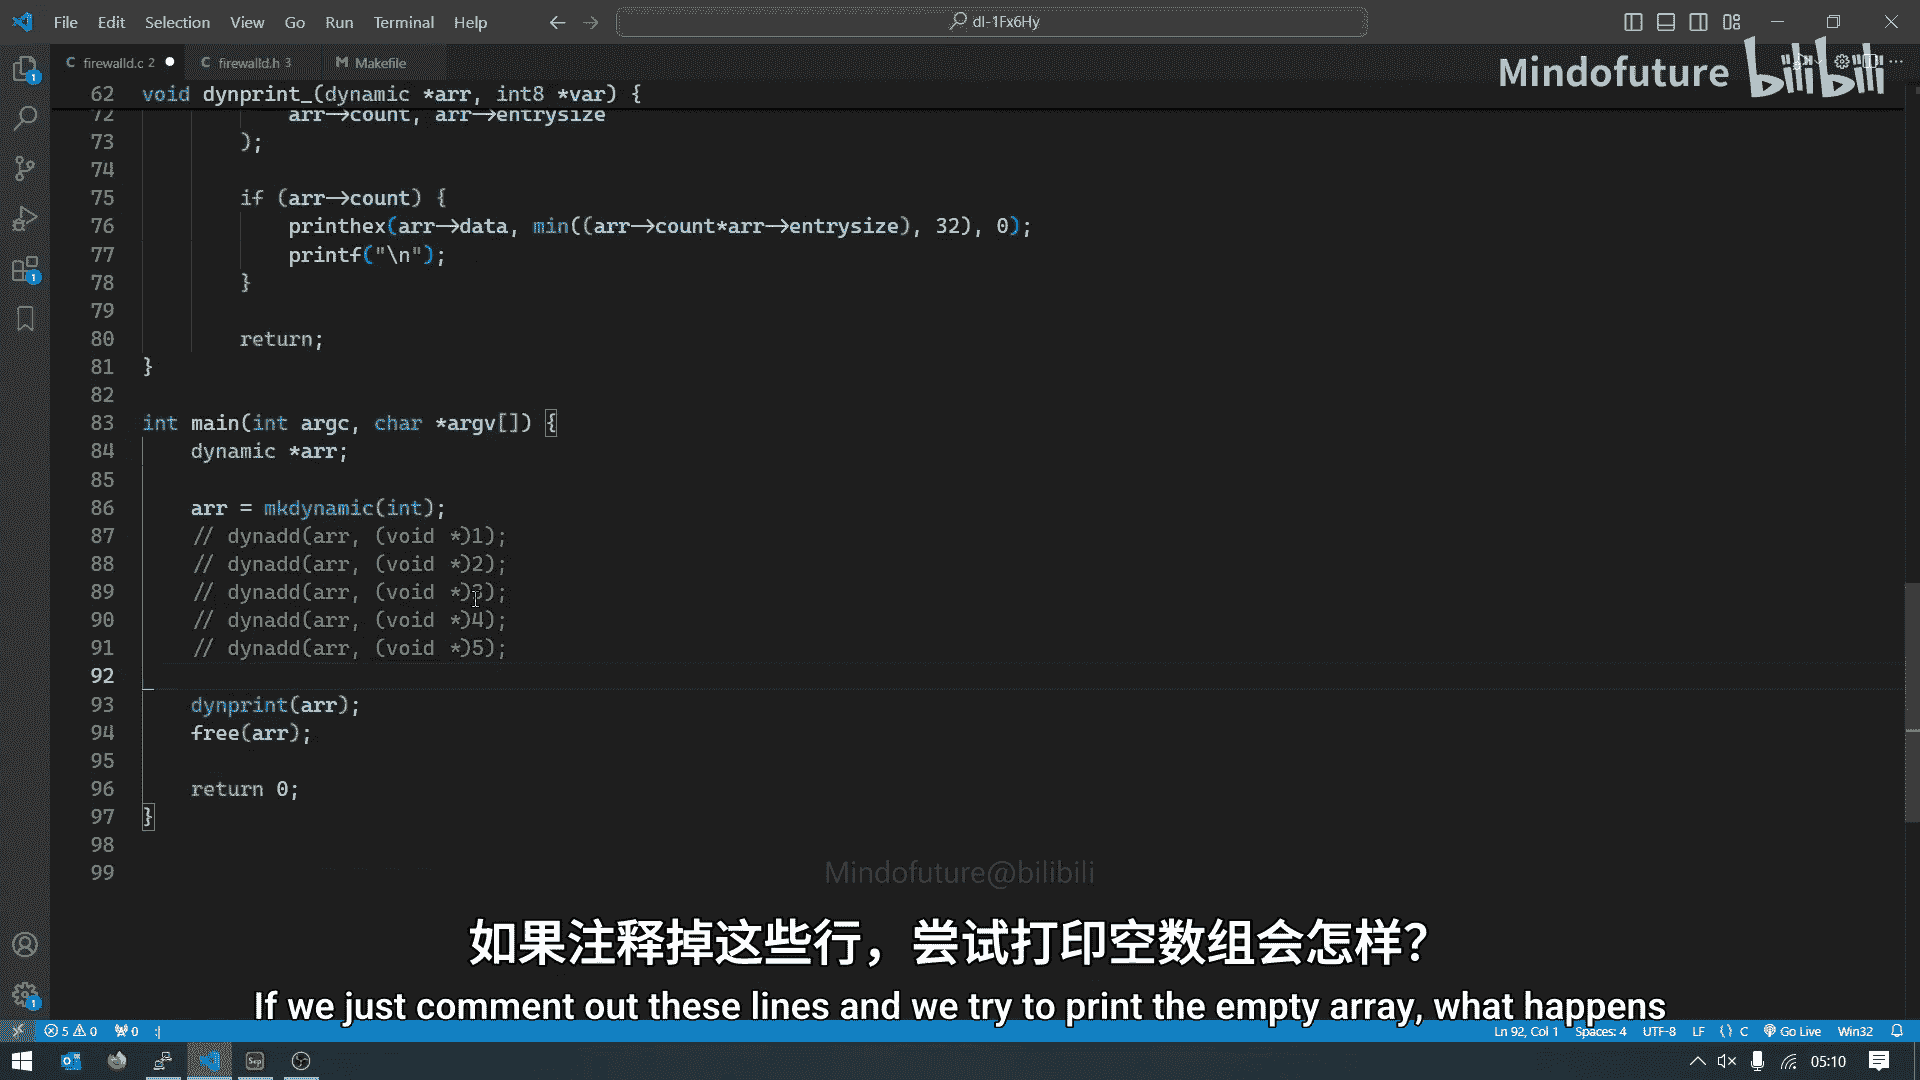 File Edit Selection View Go Run Terminal Help
dl-1Fx6Hy
C firewalld.c 2
C firewalld.h 3
M Makefile
Mindofuture bilibili
62 void dynprint_(dynamic *arr, int8 *var) {
72 arr->count, arr->entrysize
73 );
74
75 if (arr->count) {
76 printhex(arr->data, min((arr->count*arr->entrysize), 32), 0);
77 printf("\n");
78 }
79
80 return;
81 }
82
83 int main(int argc, char *argv[]) {
84 dynamic *arr;
85
86 arr = mkdynamic(int);
87 // dynadd(arr, (void *)1);
88 // dynadd(arr, (void *)2);
89 // dynadd(arr, (void *)3);
90 // dynadd(arr, (void *)4);
91 // dynadd(arr, (void *)5);
92
93 dynprint(arr);
94 free(arr);
95
96 return 0;
97 }
98
99
Mindofuture@bilibili
如果注释掉这些行，尝试打印空数组会怎样？
If we just comment out these lines and we try to print the empty array, what happens
5 0 0 :| Ln 92, Col 1 Spaces: 4 UTF-8 LF {} C Go Live Win32
05:10